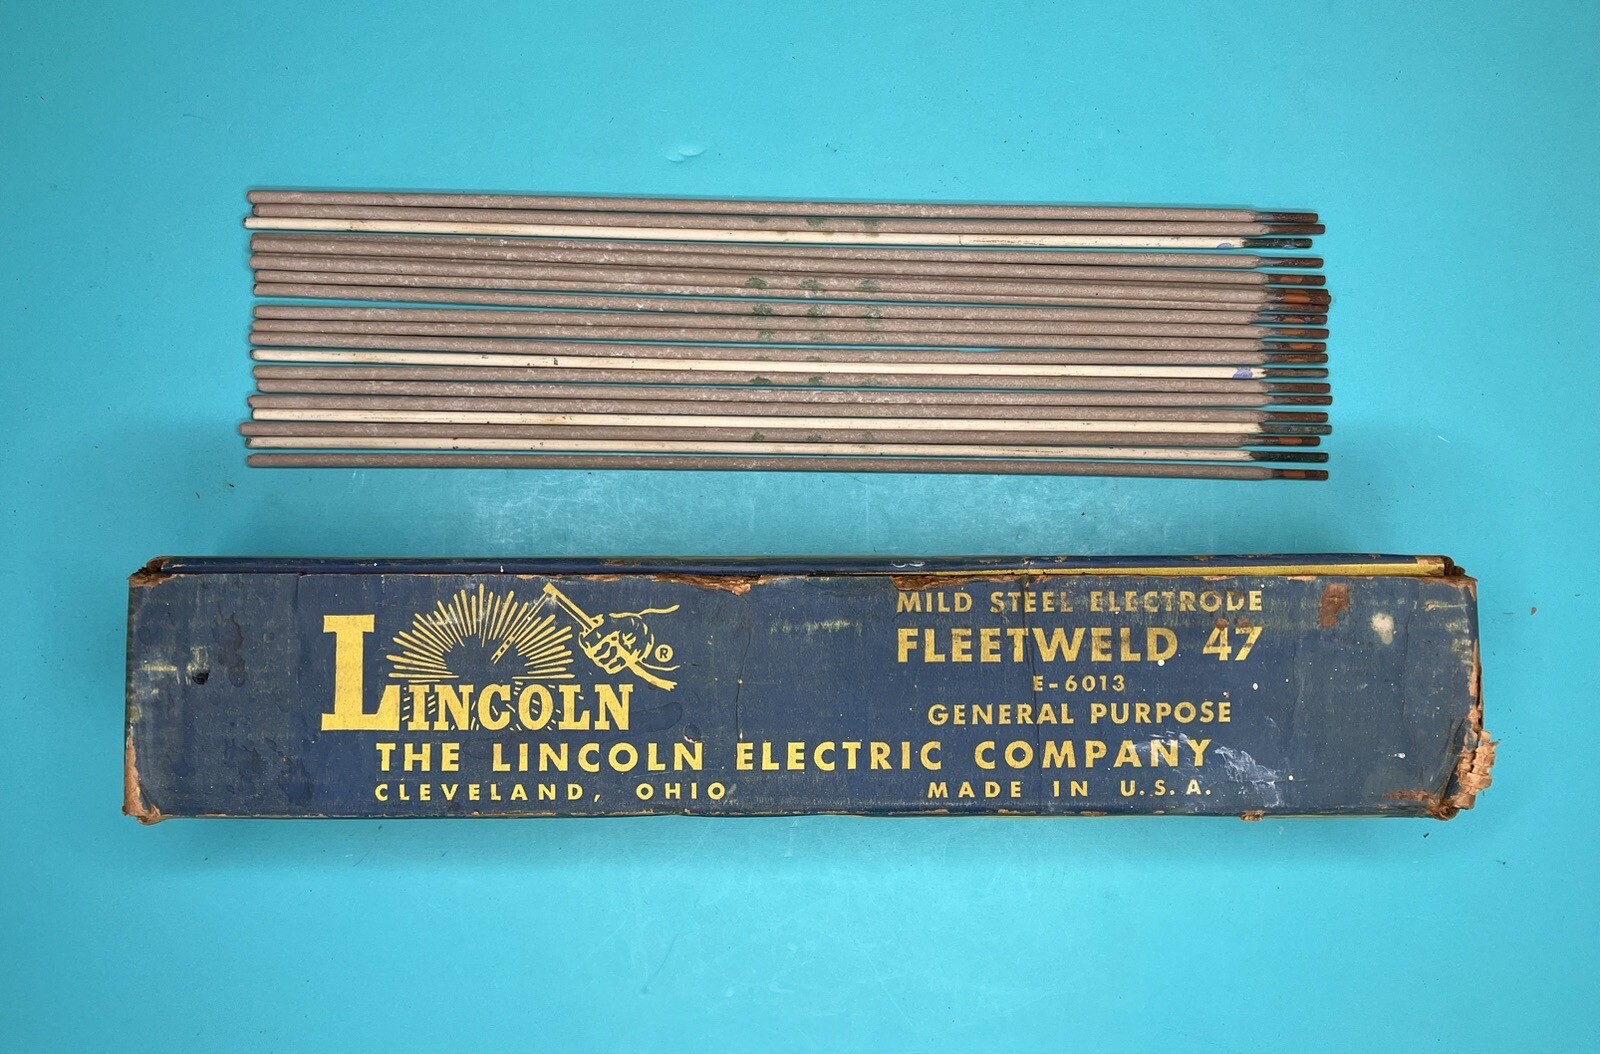 LINCOLN ®
MILD STEEL ELECTRODE
FLEETWELD 47
E-6013
GENERAL PURPOSE
THE LINCOLN ELECTRIC COMPANY
CLEVELAND, OHIO MADE IN U.S.A.